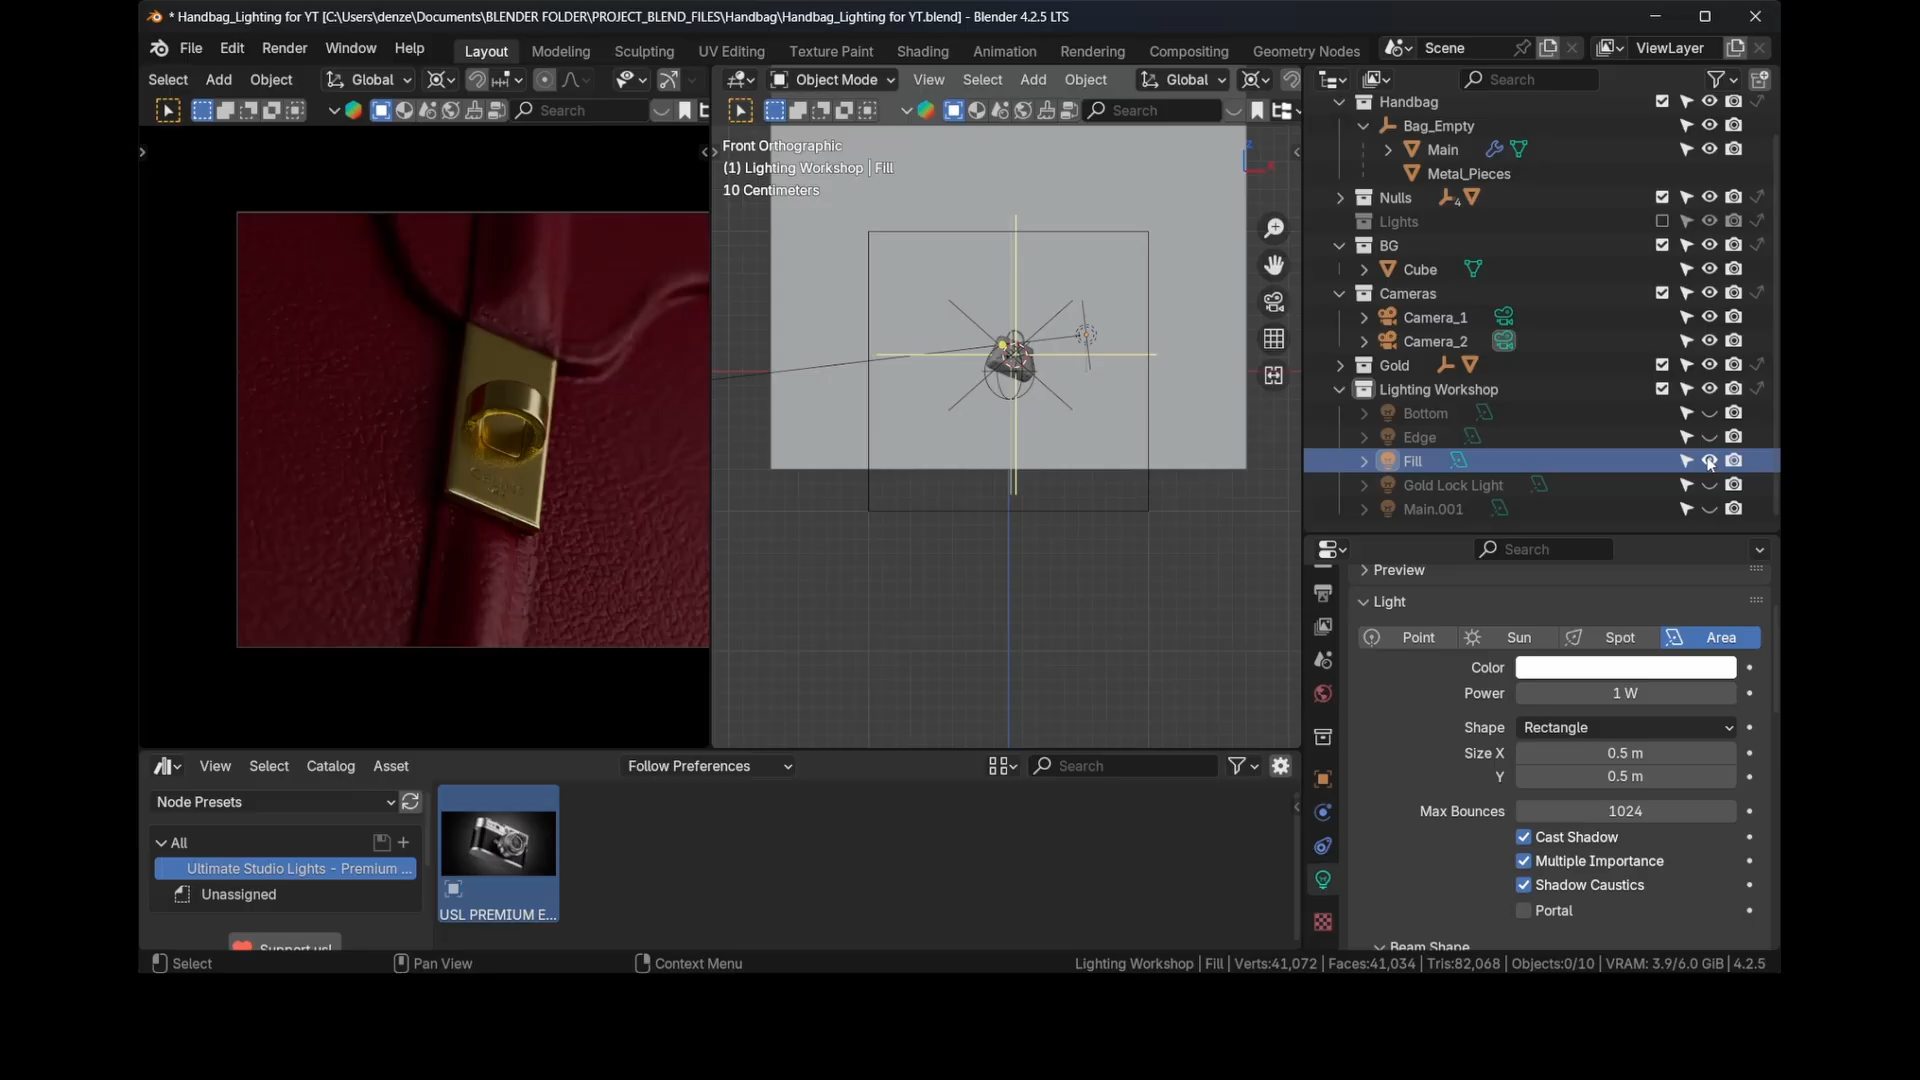 * Handbag_Lighting for YT [C:\Users\denze\Documents\BLENDER FOLDER\PROJECT_BLEND_FILES\Handbag\Handbag_Lighting for YT.blend] - Blender 4.2.5 LTS
File Edit Render Window Help Layout Modeling Sculpting UV Editing Texture Paint Shading Animation Rendering Compositing Geometry Nodes Scene ViewLayer
Select Add Object Global Object Mode View Select Add Object Global Search
Search Search
Front Orthographic
(1) Lighting Workshop | Fill
10 Centimeters
Z
X
Handbag
Bag_Empty
Main
Metal_Pieces
Nulls 4
Lights
BG
Cube
Cameras
Camera_1
Camera_2
Gold
Lighting Workshop
Bottom
Edge
Fill
Gold Lock Light
Main.001
Search
Preview
Light
Point Sun Spot Area
Color
Power 1 W
Shape Rectangle
Size X 0.5 m
Y 0.5 m
Max Bounces 1024
Cast Shadow
Multiple Importance
Shadow Caustics
Portal
Beam Shape
View Select Catalog Asset Follow Preferences Search
Node Presets
All
Ultimate Studio Lights - Premium ...
Unassigned
Support us!
USL PREMIUM E...
Select Pan View Context Menu Lighting Workshop | Fill | Verts:41,072 | Faces:41,034 | Tris:82,068 | Objects:0/10 | VRAM: 3.9/6.0 GiB | 4.2.5